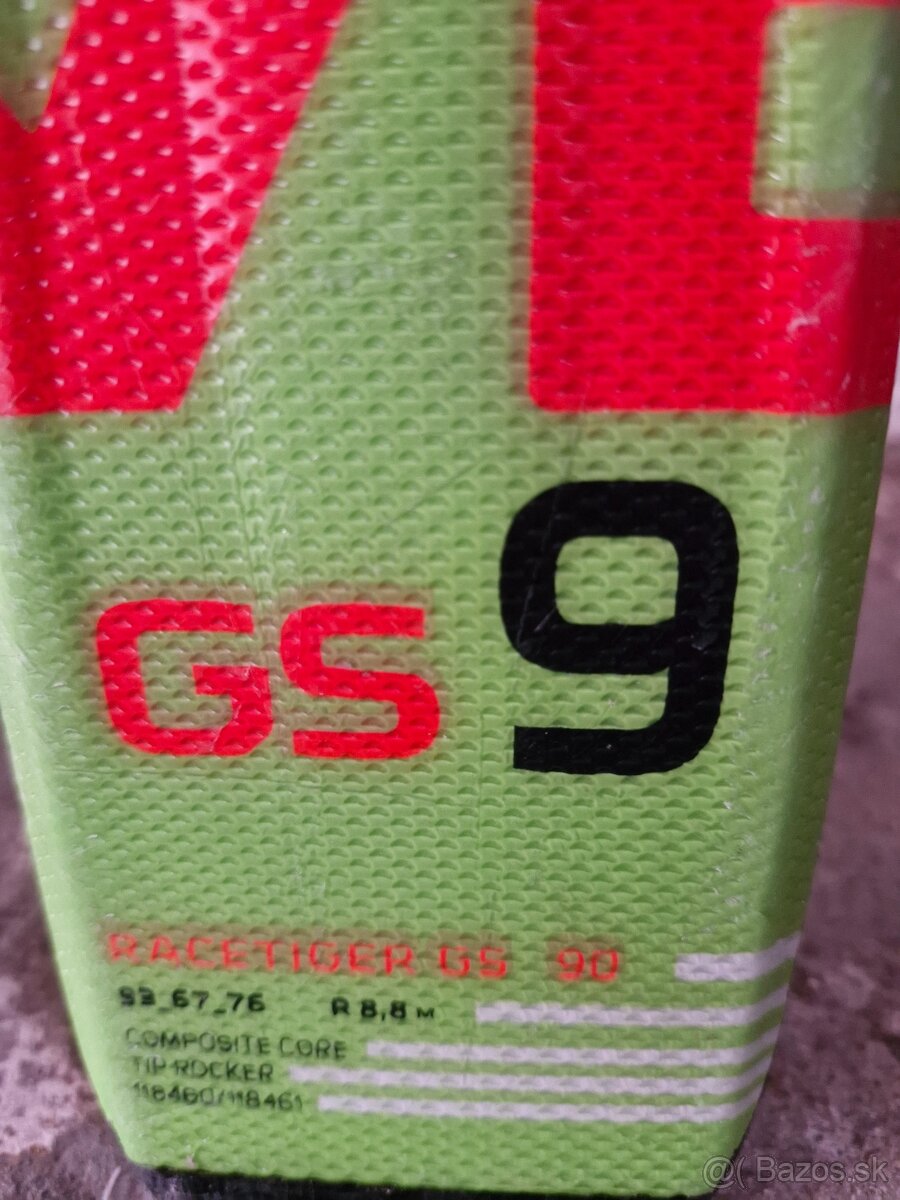 GS 9
RACETIGER GS 90
93_67_76 R 8,8 M
COMPOSITE CORE
TIP ROCKER
118460/118461
@( Bazos.sk